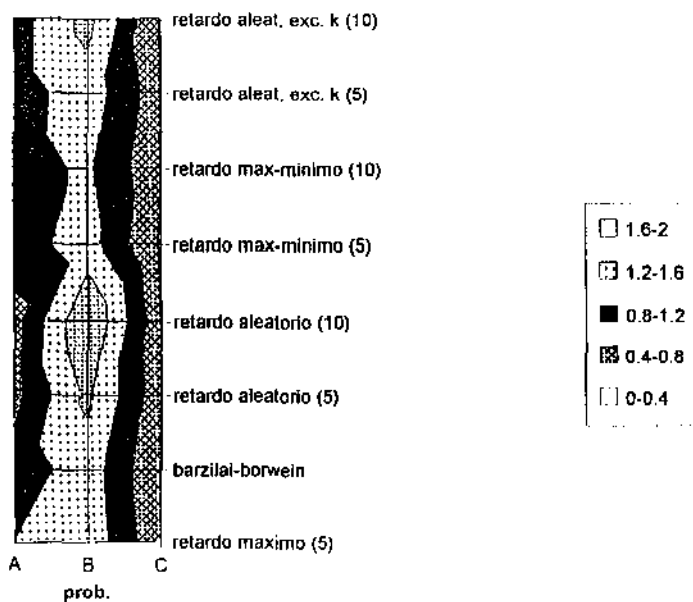 retardo aleat, exc. k (10)
retardo aleat, exc. k (5)
retardo max-minimo (10)
retardo max-minimo (5)
retardo aleatorio (10)
retardo aleatorio (5)
barzilai-borwein
retardo maximo (5)
A B C
prob.
1.6-2
1.2-1.6
0.8-1.2
0.4-0.8
0-0.4